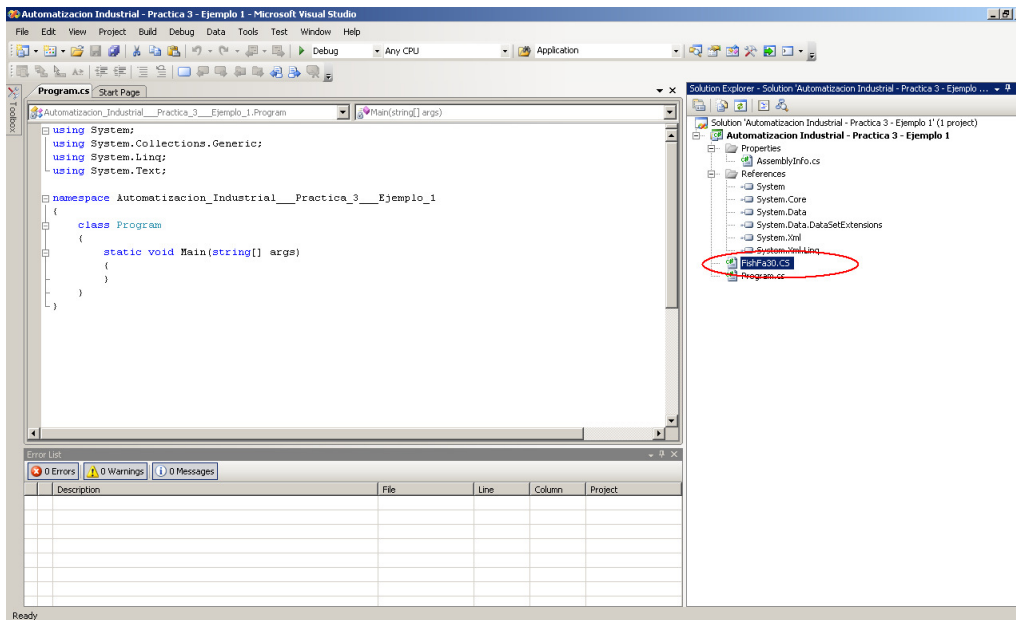 Automatizacion Industrial - Practica 3 - Ejemplo 1 - Microsoft Visual Studio
File Edit View Project Build Debug Data Tools Test Window Help
Debug Any CPU Application
Toolbox
Program.cs Start Page
Automatizacion_Industrial___Practica_3___Ejemplo_1.Program Main(string[] args)
using System;
using System.Collections.Generic;
using System.Linq;
using System.Text;
namespace Automatizacion_Industrial___Practica_3___Ejemplo_1
{
class Program
{
static void Main(string[] args)
{
}
}
}
Error List
0 Errors 0 Warnings 0 Messages
Description File Line Column Project
Solution Explorer - Solution 'Automatizacion Industrial - Practica 3 - Ejemplo ...
Solution 'Automatizacion Industrial - Practica 3 - Ejemplo 1' (1 project)
Automatizacion Industrial - Practica 3 - Ejemplo 1
Properties
AssemblyInfo.cs
References
System
System.Core
System.Data
System.Data.DataSetExtensions
System.Xml
System.Xml.Linq
FishFa30.CS
Program.cs
Ready